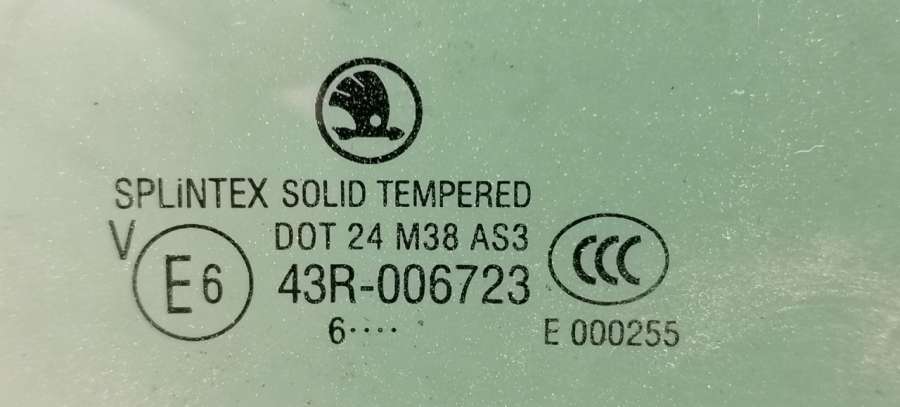 SPLiNTEX SOLID TEMPERED
V
DOT 24 M38 AS3
E6
43R-006723
CCC
6····
E 000255